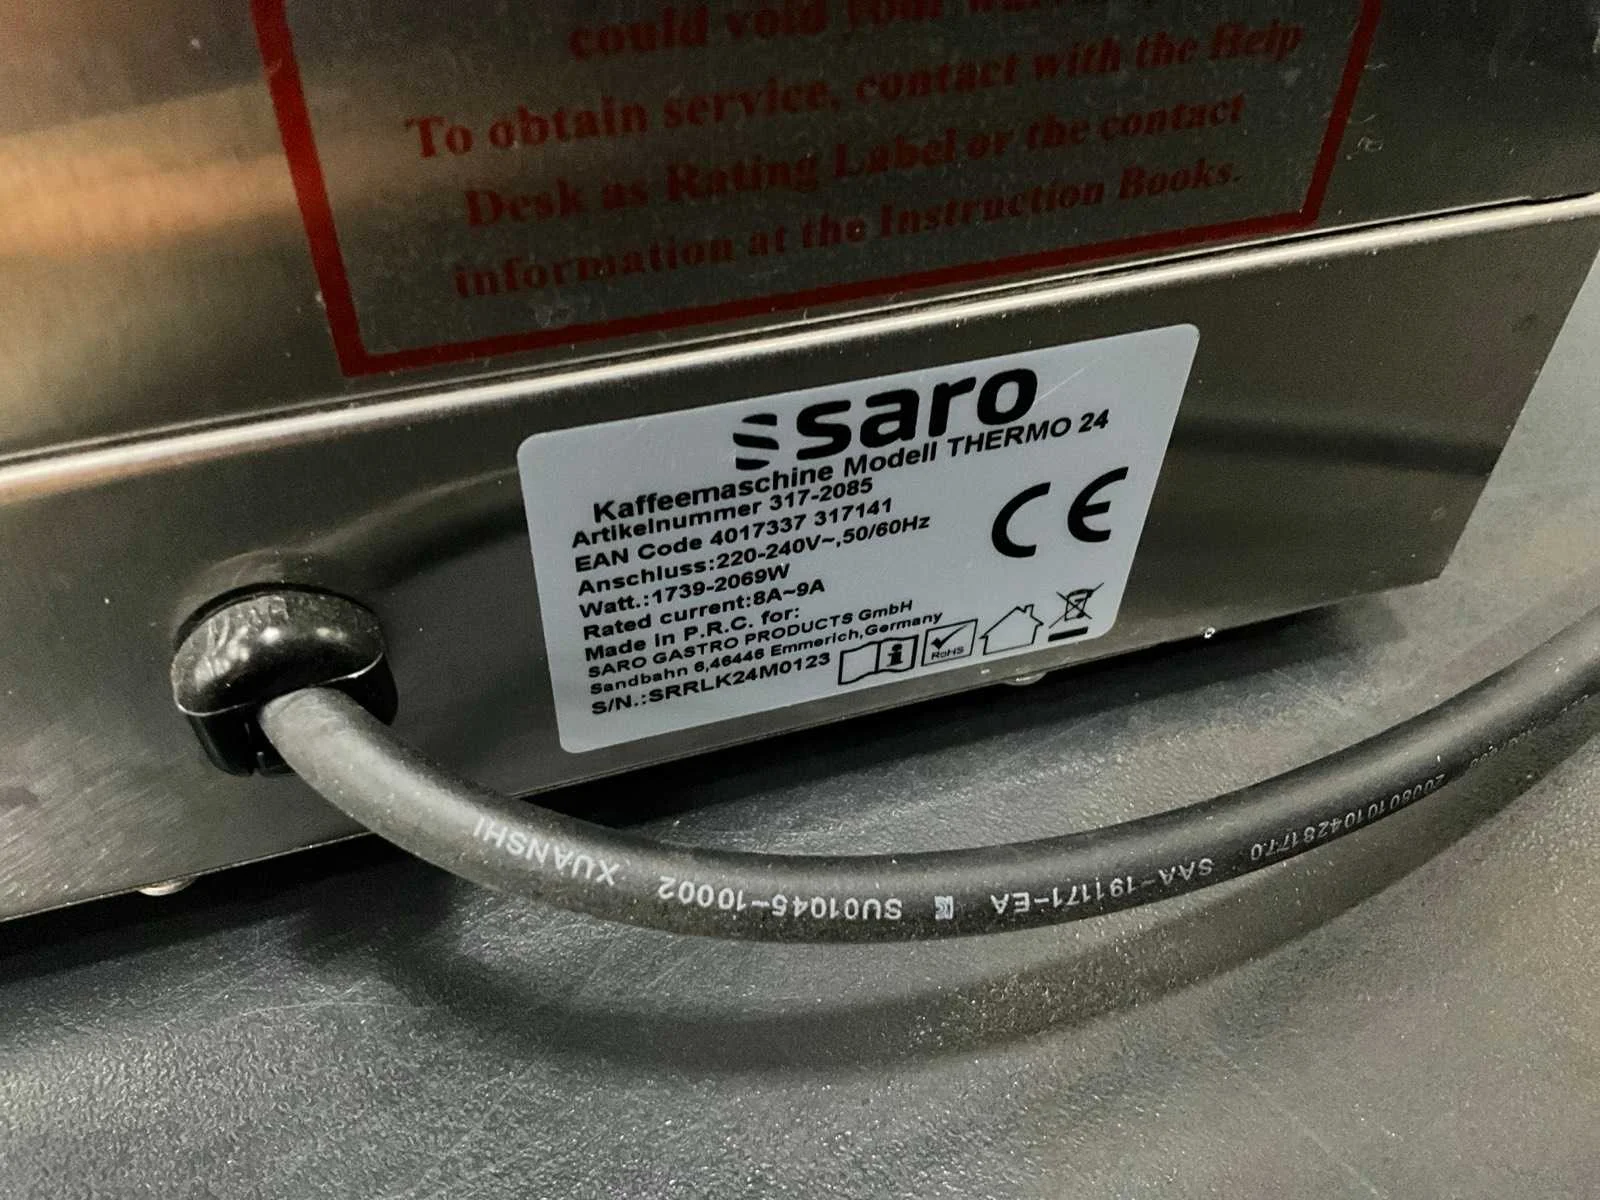 could void your
To obtain service, contact with the Help
Desk as Rating Label or the contact
information at the Instruction Books.
saro
Kaffeemaschine Modell THERMO 24
Artikelnummer 317-2085
EAN Code 4017337 317141
Anschluss:220-240V~,50/60Hz
Watt.:1739-2069W
Rated current:8A~9A
Made in P.R.C. for:
SARO GASTRO PRODUCTS GmbH
Sandbahn 6,46446 Emmerich,Germany
S/N.:SRRLK24M0123
CE
i
RoHS
XUANSHI SU01045-10002 SAA-191171-EA